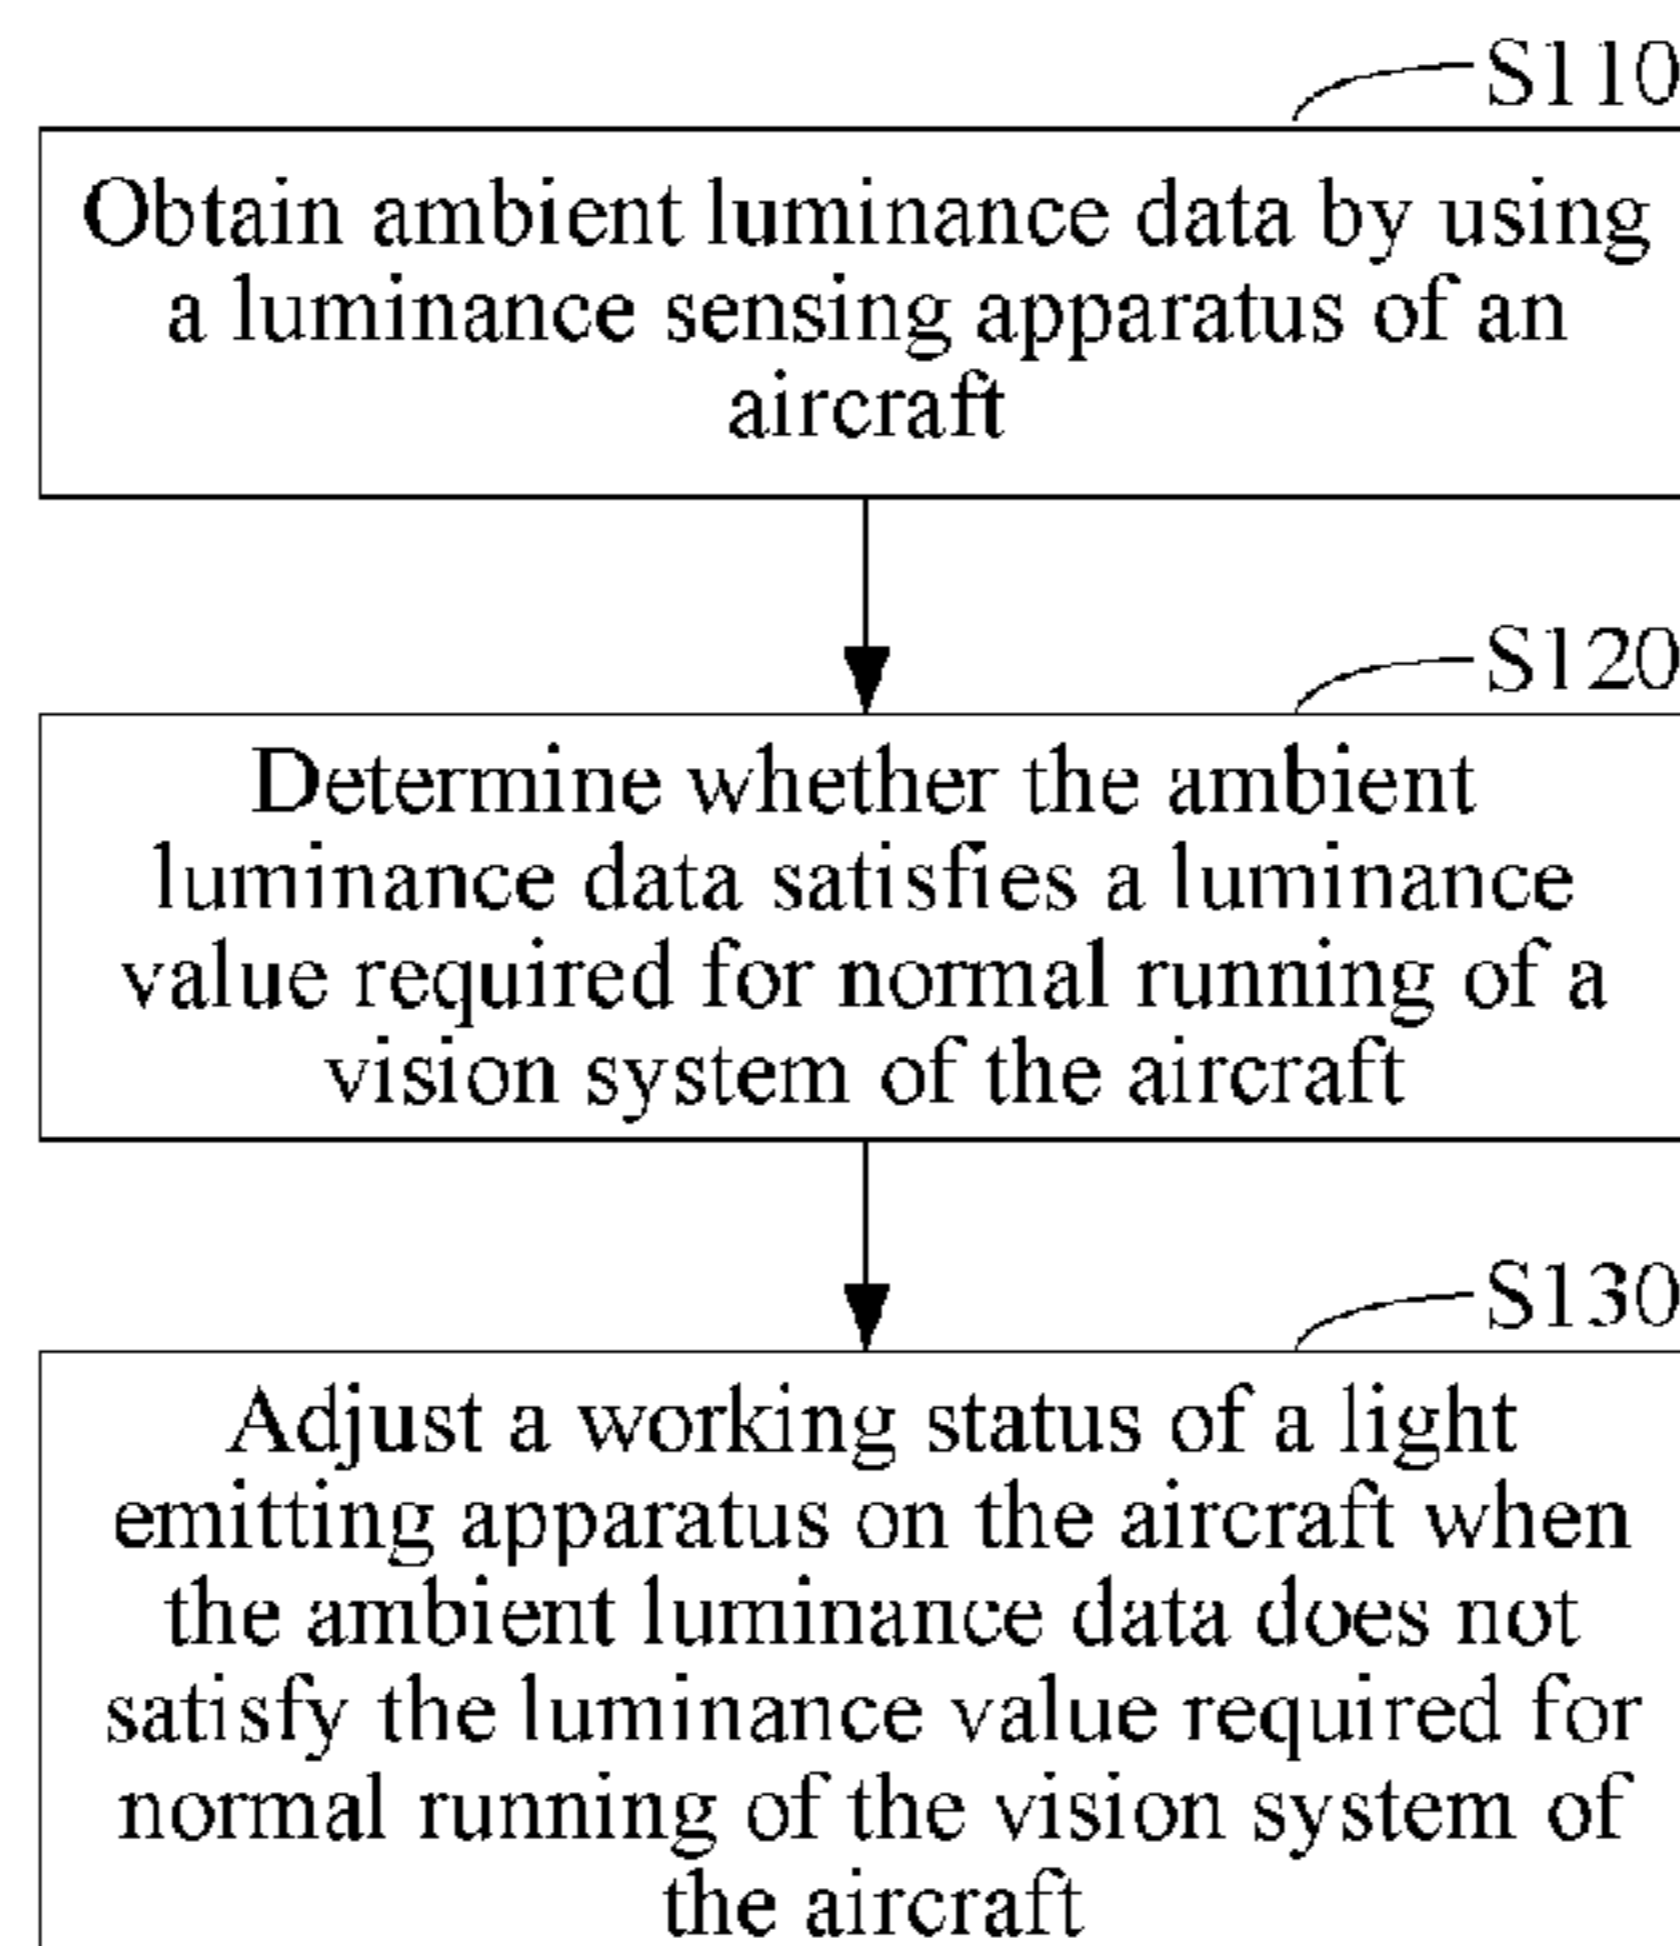 S110
Obtain ambient luminance data by using
a luminance sensing apparatus of an
aircraft
S120
Determine whether the ambient
luminance data satisfies a luminance
value required for normal running of a
vision system of the aircraft
S130
Adjust a working status of a light
emitting apparatus on the aircraft when
the ambient luminance data does not
satisfy the luminance value required for
normal running of the vision system of
the aircraft